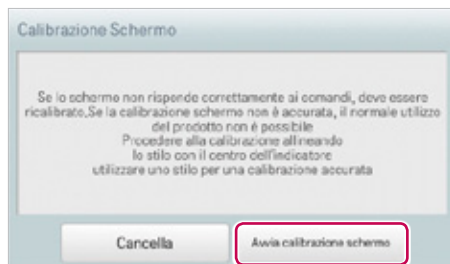 Calibrazione Schermo
Se lo schermo non risponde correttamente ai comandi, deve essere
ricalibrato.Se la calibrazione schermo non è accurata, il normale utilizzo
del prodotto non è possibile
Procedere alla calibrazione allineando
lo stilo con il centro dell'indicatore
utilizzare uno stilo per una calibrazione accurata
Cancella
Avvia calibrazione schermo